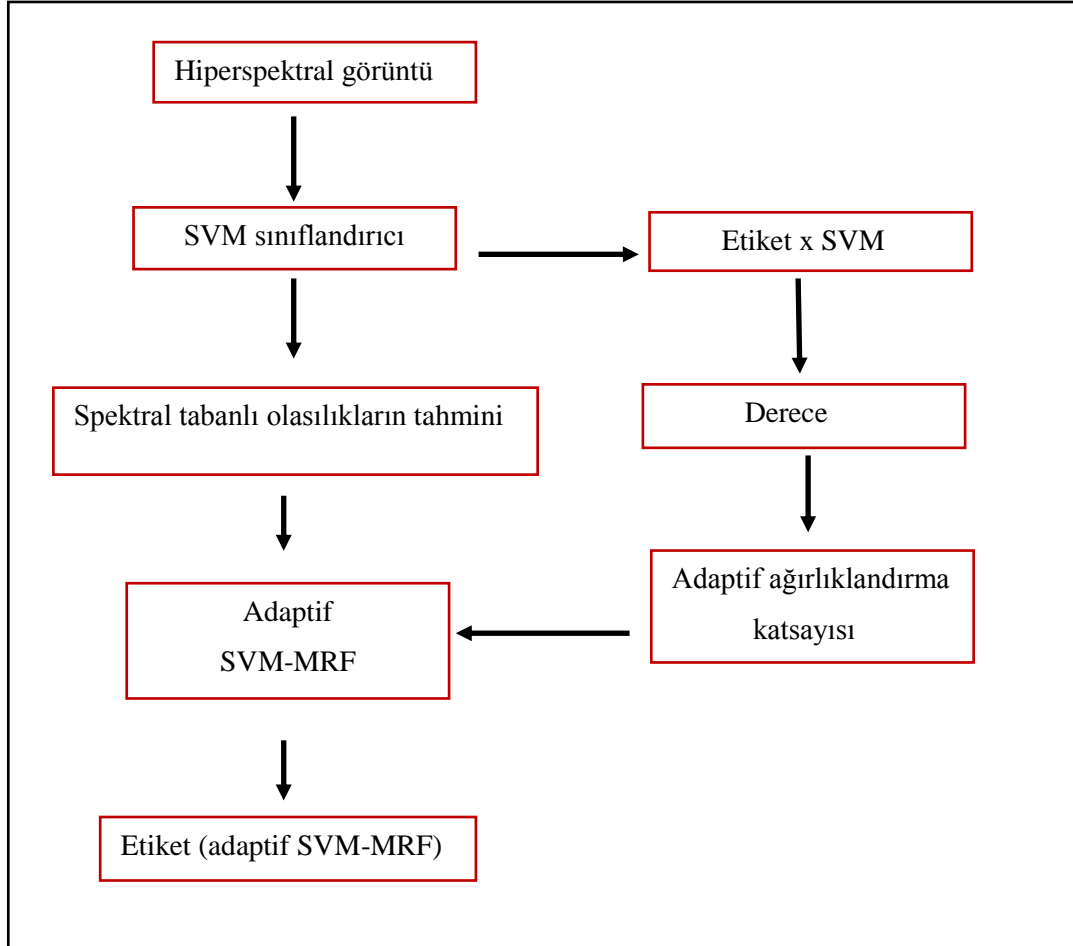 Hiperspektral görüntü
SVM sınıflandırıcı
Etiket x SVM
Spektral tabanlı olasılıkların tahmini
Derece
Adaptif ağırlıklandırma
katsayısı
Adaptif
SVM-MRF
Etiket (adaptif SVM-MRF)